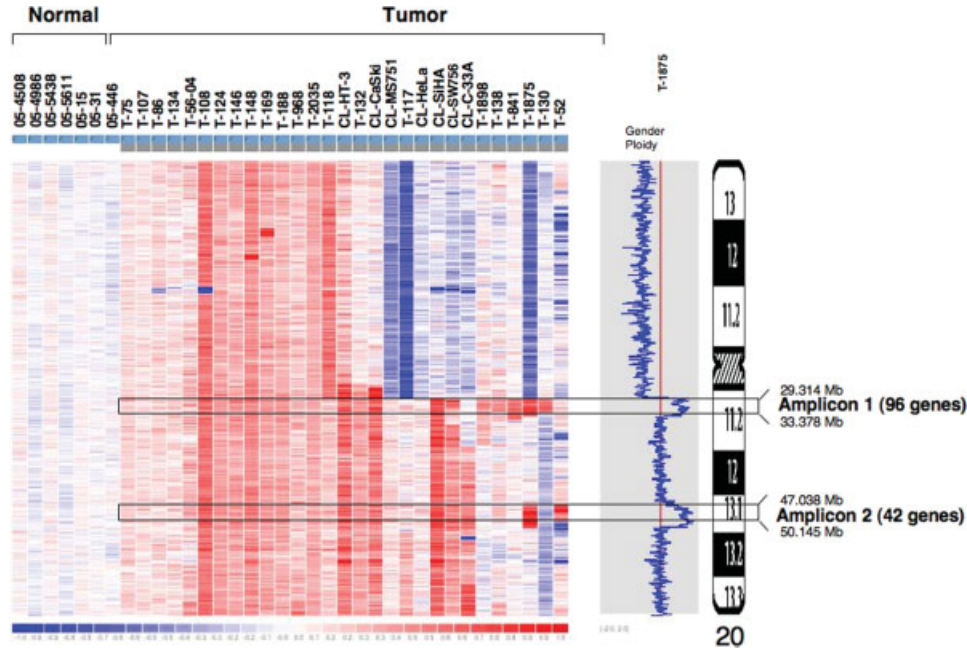 Normal
Tumor
05-4508
05-4986
05-5438
05-5611
05-15
05-31
05-446
T-75
T-107
T-86
T-134
T-56-04
T-108
T-124
T-146
T-148
T-169
T-188
T-968
T-2035
T-118
CL-HT-3
T-132
CL-CaSki
CL-MS751
T-117
CL-HeLa
CL-SiHA
CL-SW756
CL-C-33A
T-1898
T-138
T-841
T-1875
T-130
T-52
T-1875
Gender
Ploidy
13
12
11.2
29.314 Mb
Amplicon 1 (96 genes)
33.378 Mb
11.2
12
47.038 Mb
13.1
Amplicon 2 (42 genes)
50.145 Mb
13.2
13.3
20